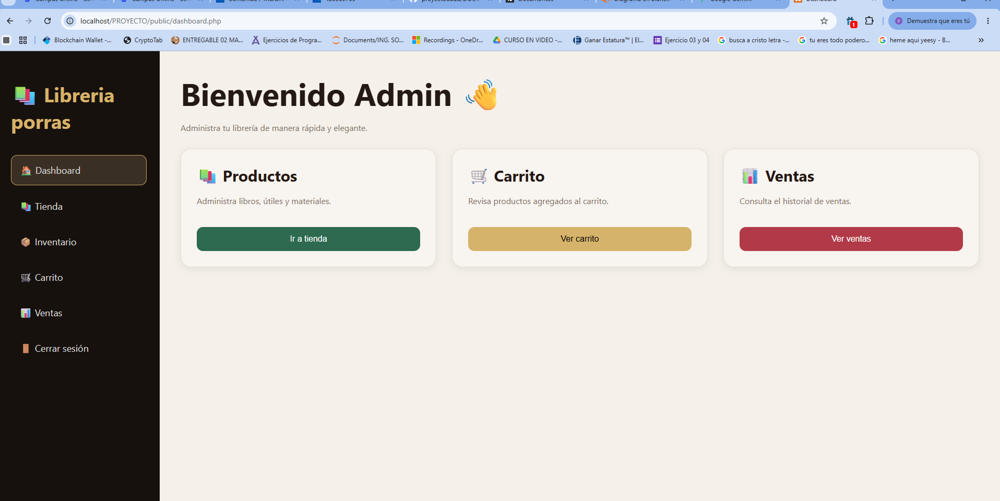 localhost/PROYECTO/public/dashboard.php
1
D
Demuestra que eres tú
Blockchain Wallet -...
CryptoTab
ENTREGABLE 02 MA...
Ejercicios de Progra...
Documents/ING. SO...
Recordings - OneDr...
CURSO EN VIDEO -...
Ganar Estatura™ | El...
Ejercicio 03 y 04
busca a cristo letra -...
tu eres todo podero...
heme aqui yeesy - B...
Libreria
porras
Dashboard
Tienda
Inventario
Carrito
Ventas
Cerrar sesión
Bienvenido Admin
Administra tu librería de manera rápida y elegante.
Productos
Administra libros, útiles y materiales.
Ir a tienda
Carrito
Revisa productos agregados al carrito.
Ver carrito
Ventas
Consulta el historial de ventas.
Ver ventas